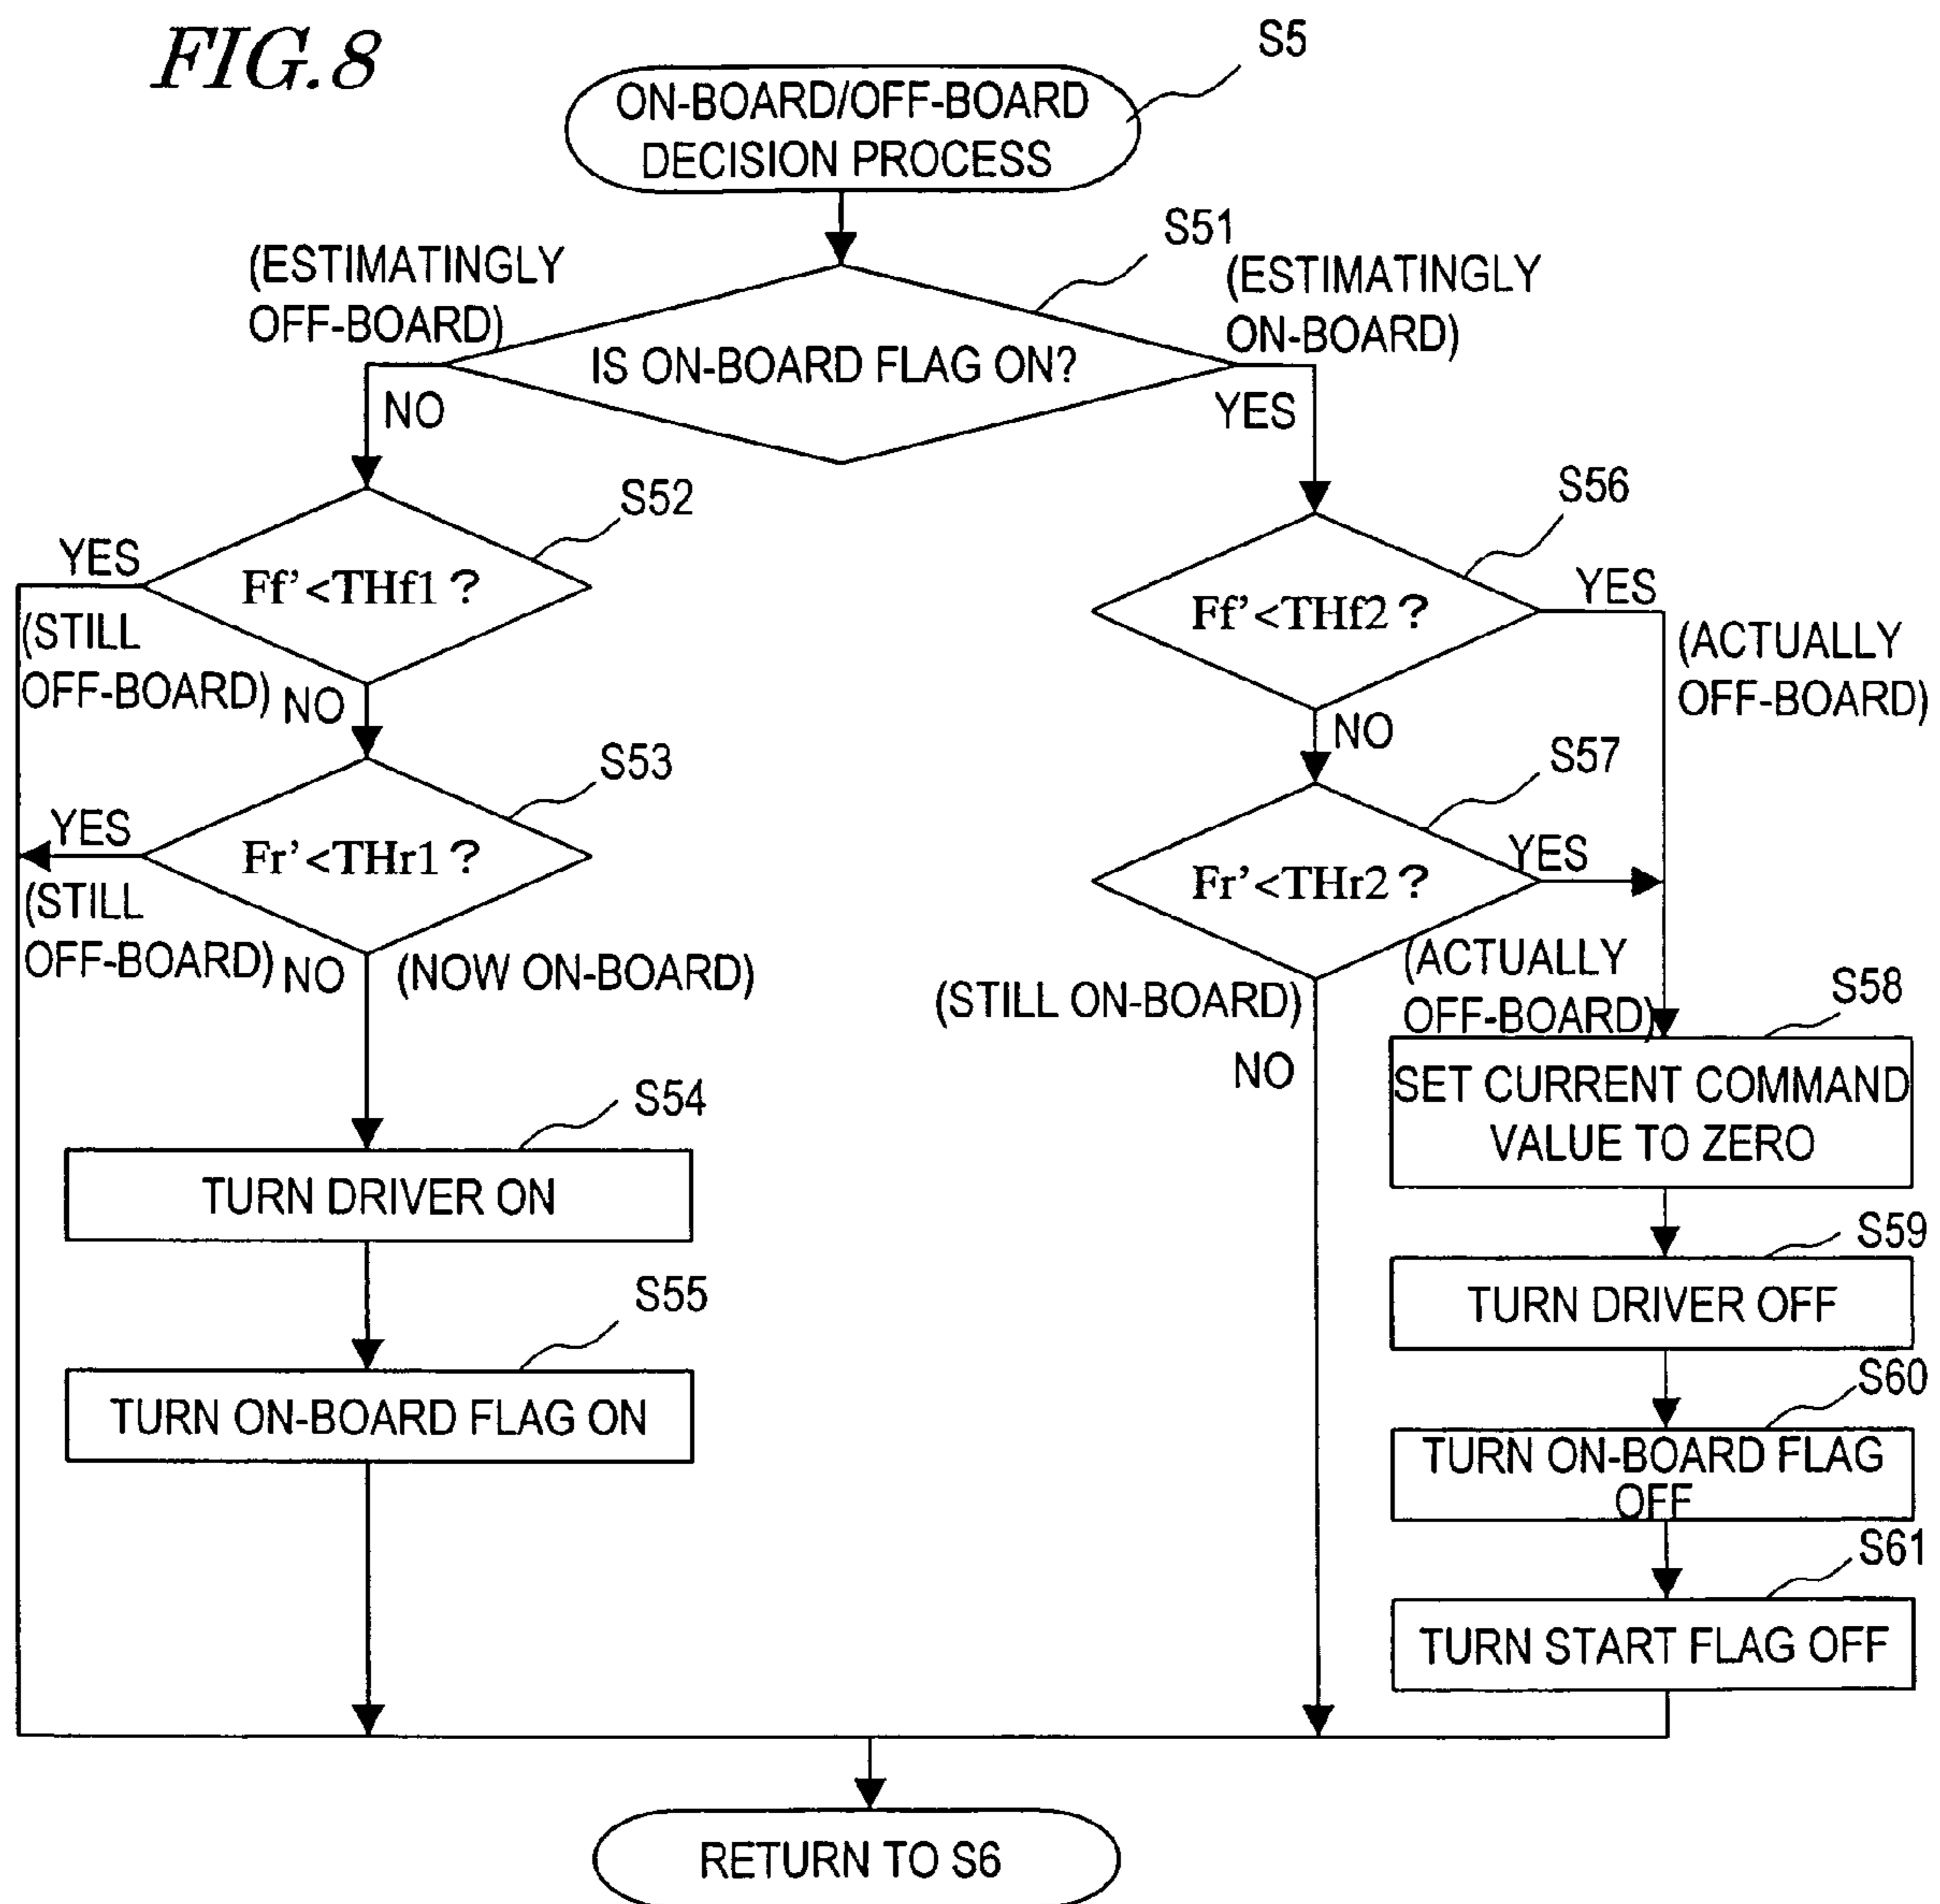 FIG.8
S5
ON-BOARD/OFF-BOARD
DECISION PROCESS
S51
(ESTIMATINGLY
OFF-BOARD)
(ESTIMATINGLY
ON-BOARD)
IS ON-BOARD FLAG ON?
NO
YES
S52
YES
Ff'<THf1 ?
(STILL
OFF-BOARD)
NO
S53
YES
Fr'<THr1 ?
(STILL
OFF-BOARD)
NO
(NOW ON-BOARD)
S54
TURN DRIVER ON
S55
TURN ON-BOARD FLAG ON
S56
Ff'<THf2 ?
YES
(ACTUALLY
OFF-BOARD)
NO
S57
Fr'<THr2 ?
YES
(ACTUALLY
OFF-BOARD)
(STILL ON-BOARD)
NO
S58
SET CURRENT COMMAND
VALUE TO ZERO
S59
TURN DRIVER OFF
S60
TURN ON-BOARD FLAG
OFF
S61
TURN START FLAG OFF
RETURN TO S6